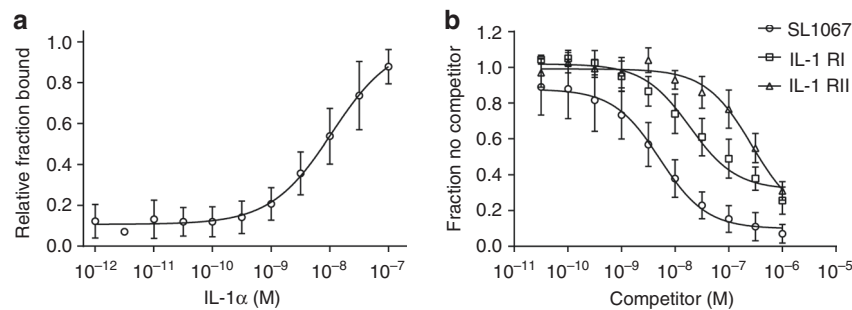 a
Relative fraction bound
1.0
0.8
0.6
0.4
0.2
0.0
10⁻¹² 10⁻¹¹ 10⁻¹⁰ 10⁻⁹ 10⁻⁸ 10⁻⁷
IL-1α (M)
b
Fraction no competitor
1.2
1.0
0.8
0.6
0.4
0.2
0.0
10⁻¹¹ 10⁻¹⁰ 10⁻⁹ 10⁻⁸ 10⁻⁷ 10⁻⁶ 10⁻⁵
Competitor (M)
SL1067
IL-1 RI
IL-1 RII